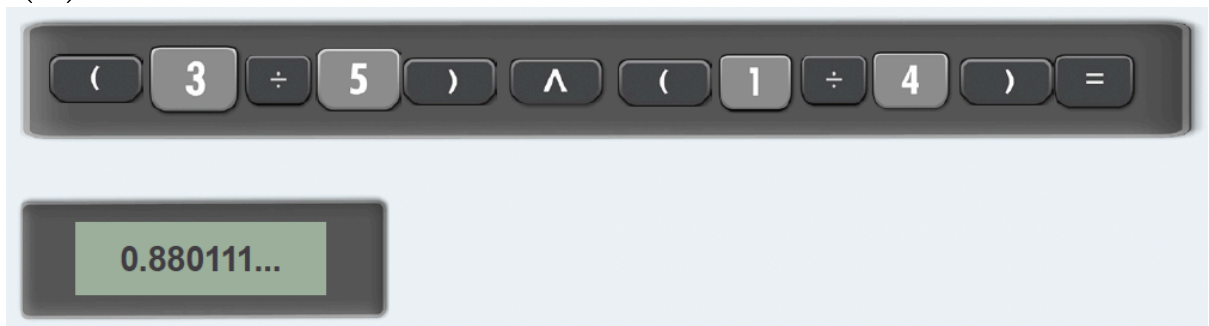 ( 3 ÷ 5 ) ∧ ( 1 ÷ 4 ) =
0.880111...